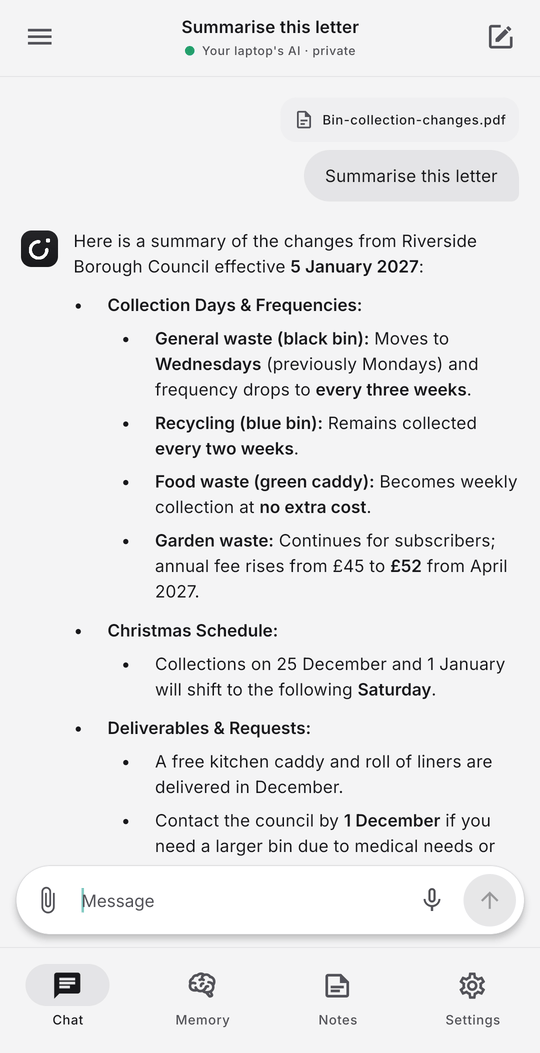 Summarise this letter
Your laptop's AI · private
Bin-collection-changes.pdf
Summarise this letter
Here is a summary of the changes from Riverside
Borough Council effective 5 January 2027:
• Collection Days & Frequencies:
• General waste (black bin): Moves to
Wednesdays (previously Mondays) and
frequency drops to every three weeks.
• Recycling (blue bin): Remains collected
every two weeks.
• Food waste (green caddy): Becomes weekly
collection at no extra cost.
• Garden waste: Continues for subscribers;
annual fee rises from £45 to £52 from April
2027.
• Christmas Schedule:
• Collections on 25 December and 1 January
will shift to the following Saturday.
• Deliverables & Requests:
• A free kitchen caddy and roll of liners are
delivered in December.
• Contact the council by 1 December if you
need a larger bin due to medical needs or
Message
Chat
Memory
Notes
Settings